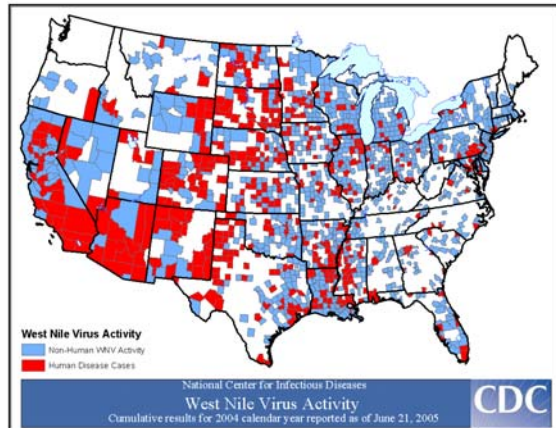 West Nile Virus Activity
Non-Human WNV Activity
Human Disease Cases
National Center for Infectious Diseases
West Nile Virus Activity
Cumulative results for 2004 calendar year reported as of June 21, 2005
CDC